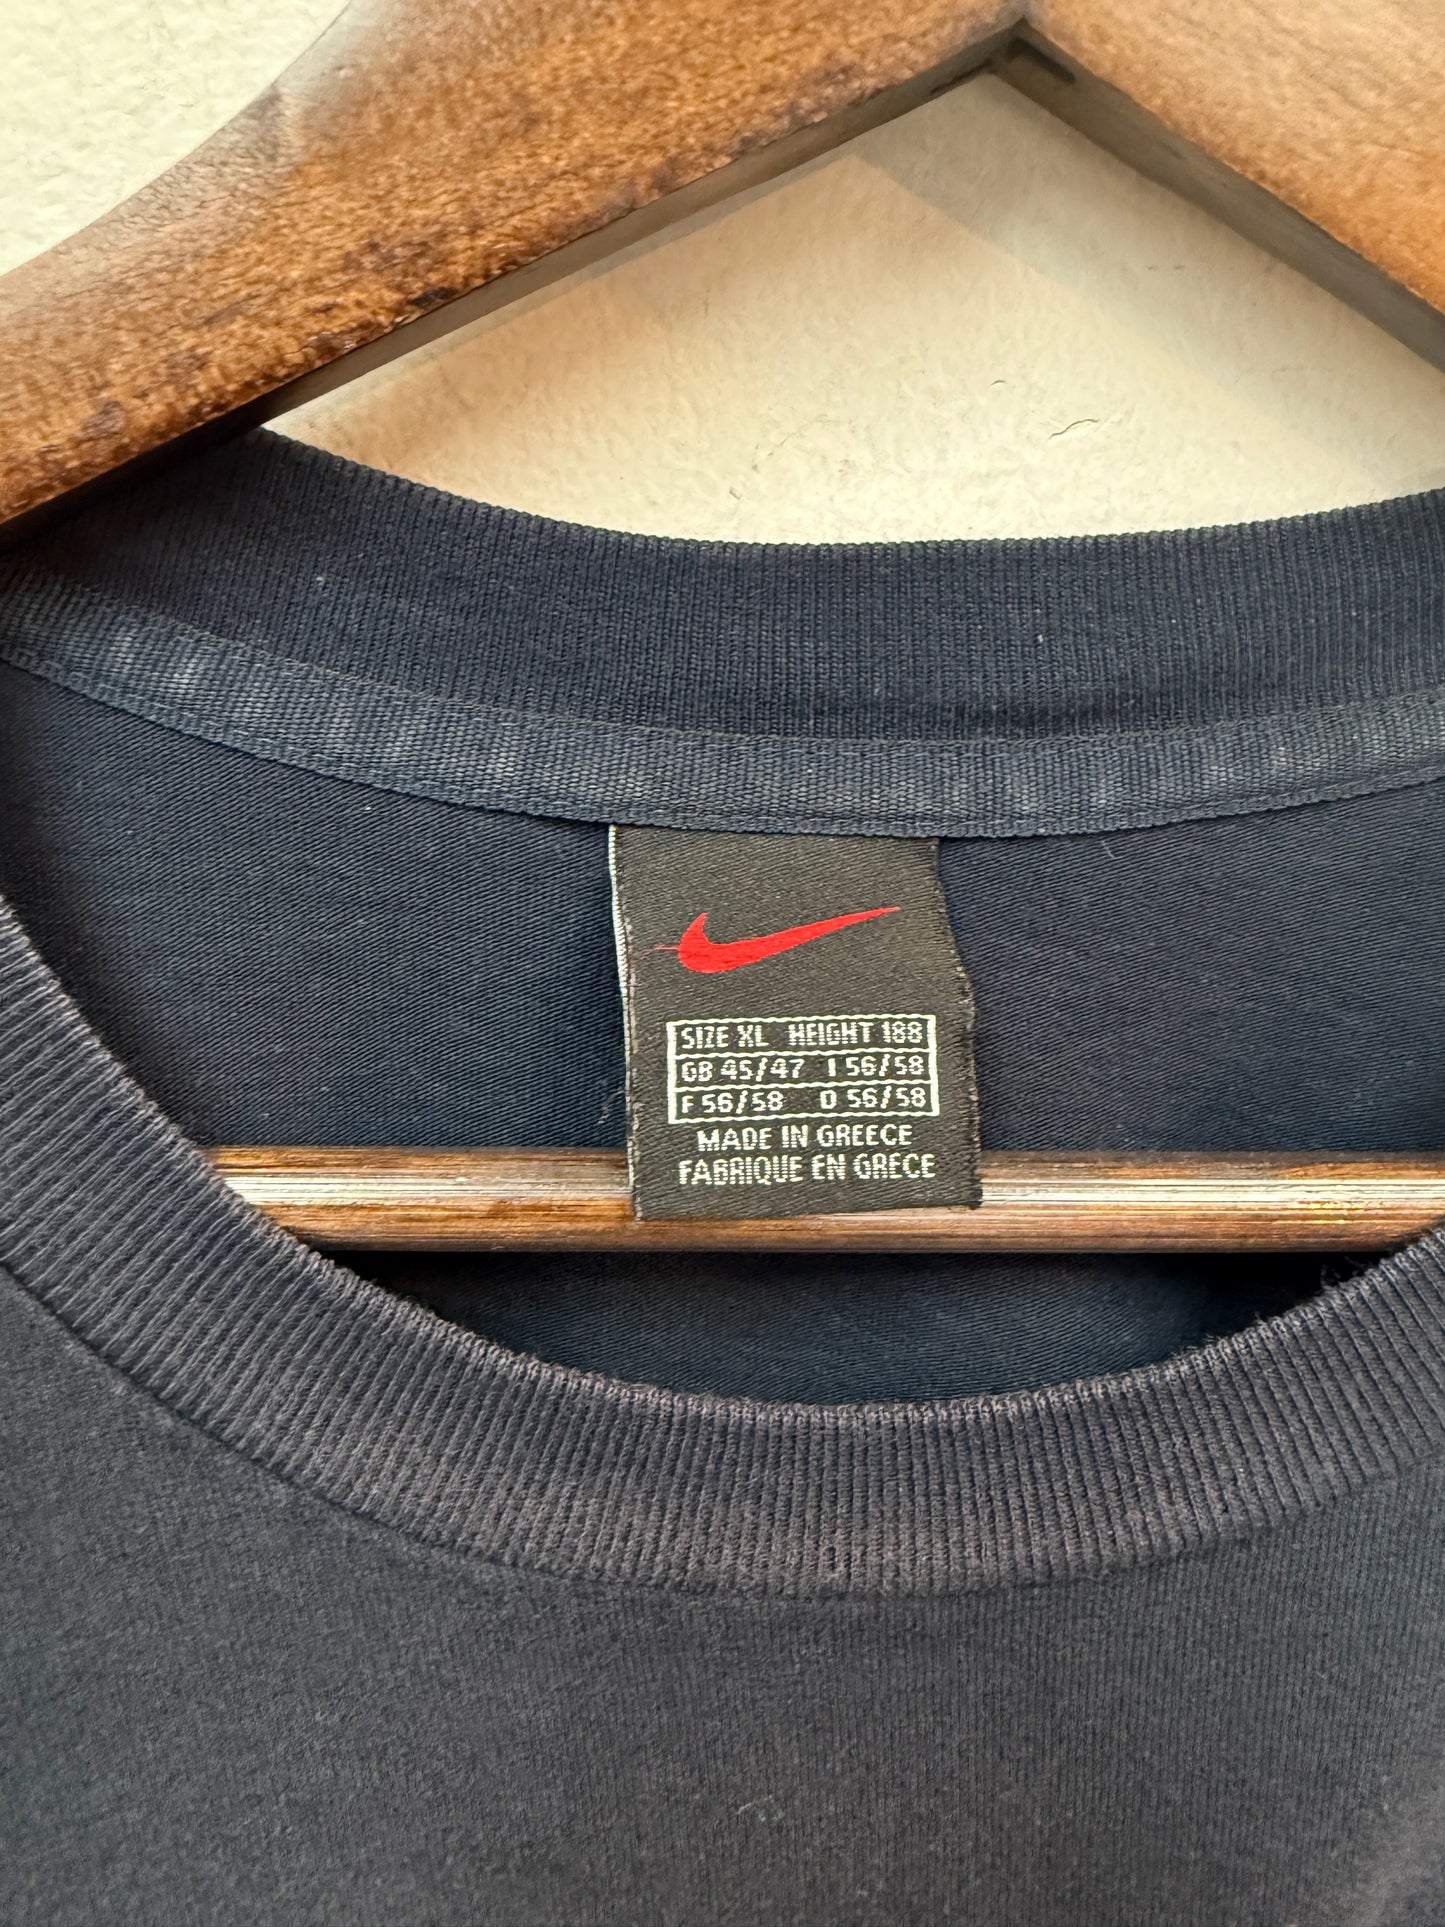 SIZE XL HEIGHT 188
GB 45/47 I 56/58
F 56/58 D 56/58
MADE IN GREECE
FABRIQUE EN GRECE